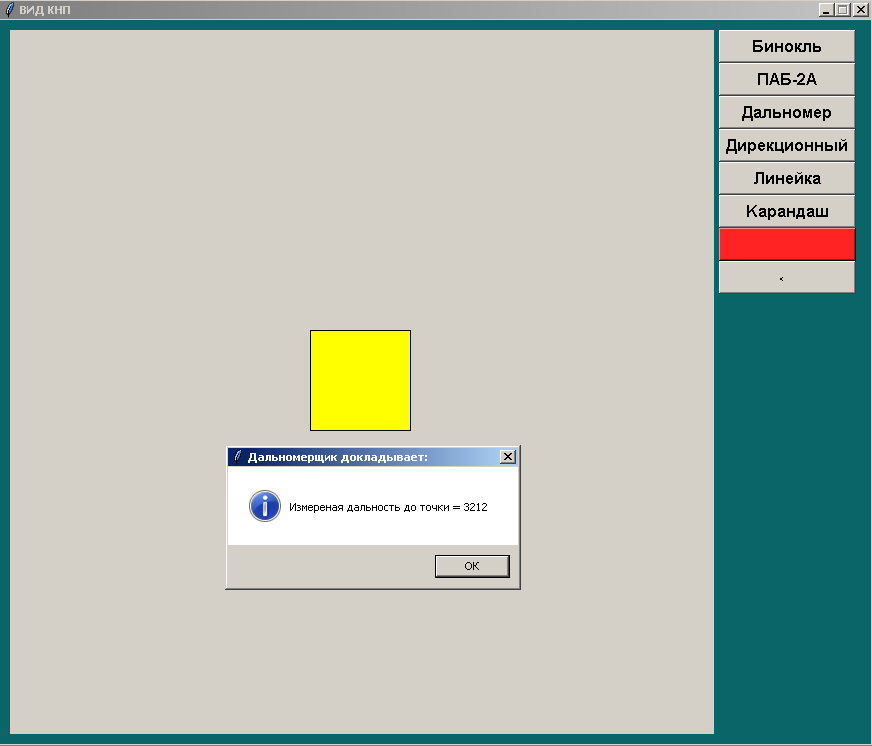 ВИД КНП
Бинокль
ПАБ-2А
Дальномер
Дирекционный
Линейка
Карандаш
<
Дальномерщик докладывает:
Измереная дальность до точки = 3212
OK